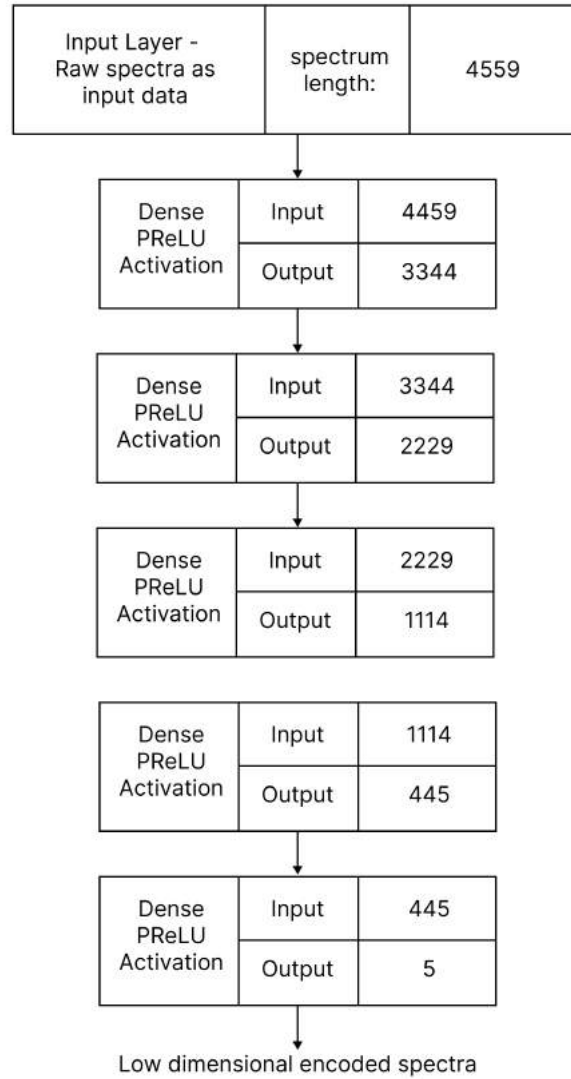 Input Layer -
Raw spectra as
input data
spectrum
length:
4559
Dense
PReLU
Activation
Input
4459
Output
3344
Dense
PReLU
Activation
Input
3344
Output
2229
Dense
PReLU
Activation
Input
2229
Output
1114
Dense
PReLU
Activation
Input
1114
Output
445
Dense
PReLU
Activation
Input
445
Output
5
Low dimensional encoded spectra